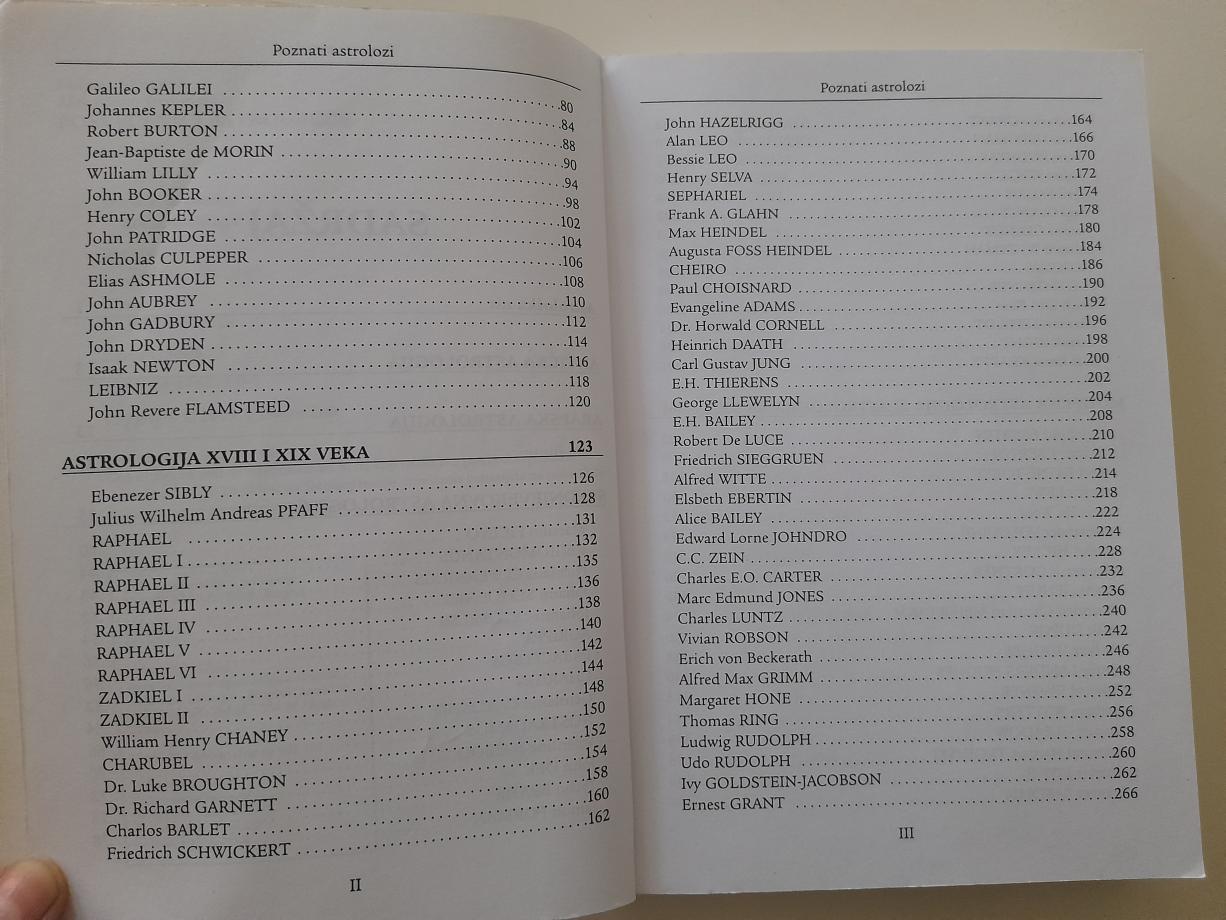 Poznati astrolozi
Galileo GALILEI ........ 80
Johannes KEPLER ........ 84
Robert BURTON ........ 88
Jean-Baptiste de MORIN ........ 90
William LILLY ........ 94
John BOOKER ........ 98
Henry COLEY ........ 102
John PATRIDGE ........ 104
Nicholas CULPEPER ........ 106
Elias ASHMOLE ........ 108
John AUBREY ........ 110
John GADBURY ........ 112
John DRYDEN ........ 114
Isaak NEWTON ........ 116
LEIBNIZ ........ 118
John Revere FLAMSTEED ........ 120
ASTROLOGIJA XVIII I XIX VEKA 123
Ebenezer SIBLY ........ 126
Julius Wilhelm Andreas PFAFF ........ 128
RAPHAEL ........ 131
RAPHAEL I ........ 132
RAPHAEL II ........ 135
RAPHAEL III ........ 136
RAPHAEL IV ........ 138
RAPHAEL V ........ 140
RAPHAEL VI ........ 142
ZADKIEL I ........ 144
ZADKIEL II ........ 148
William Henry CHANEY ........ 150
CHARUBEL ........ 152
Dr. Luke BROUGHTON ........ 154
Dr. Richard GARNETT ........ 158
Charlos BARLET ........ 160
Friedrich SCHWICKERT ........ 162
II
Poznati astrolozi
John HAZELRIGG ........ 164
Alan LEO ........ 166
Bessie LEO ........ 170
Henry SELVA ........ 172
SEPHARIEL ........ 174
Frank A. GLAHN ........ 178
Max HEINDEL ........ 180
Augusta FOSS HEINDEL ........ 184
CHEIRO ........ 186
Paul CHOISNARD ........ 190
Evangeline ADAMS ........ 192
Dr. Horwald CORNELL ........ 196
Heinrich DAATH ........ 198
Carl Gustav JUNG ........ 200
E.H. THIERENS ........ 202
George LLEWELYN ........ 204
E.H. BAILEY ........ 208
Robert De LUCE ........ 210
Friedrich SIEGGRUEN ........ 212
Alfred WITTE ........ 214
Elsbeth EBERTIN ........ 218
Alice BAILEY ........ 222
Edward Lorne JOHNDRO ........ 224
C.C. ZEIN ........ 228
Charles E.O. CARTER ........ 232
Marc Edmund JONES ........ 236
Charles LUNTZ ........ 240
Vivian ROBSON ........ 242
Erich von Beckerath ........ 246
Alfred Max GRIMM ........ 248
Margaret HONE ........ 252
Thomas RING ........ 256
Ludwig RUDOLPH ........ 258
Udo RUDOLPH ........ 260
Ivy GOLDSTEIN-JACOBSON ........ 262
Ernest GRANT ........ 266
III